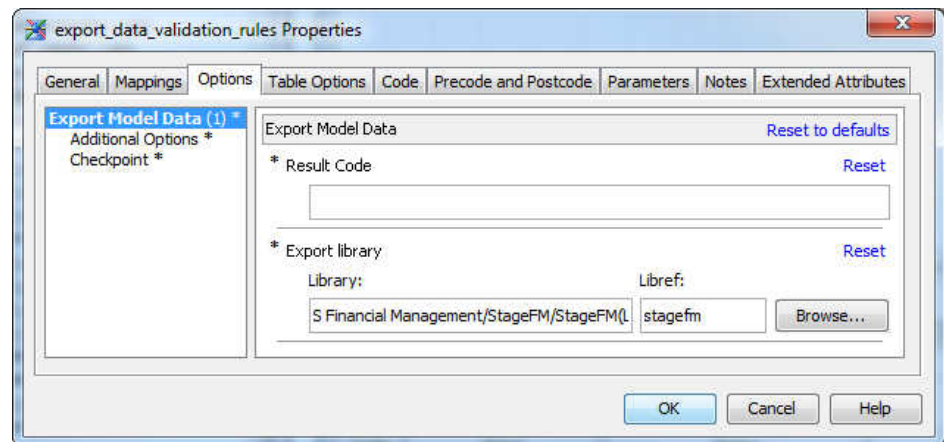 export_data_validation_rules Properties
General Mappings Options Table Options Code Precode and Postcode Parameters Notes Extended Attributes
Export Model Data (1) *
Additional Options *
Checkpoint *
Export Model Data Reset to defaults
* Result Code Reset
* Export library Reset
Library: Libref:
S Financial Management/StageFM/StageFM(L stagefm Browse...
OK Cancel Help